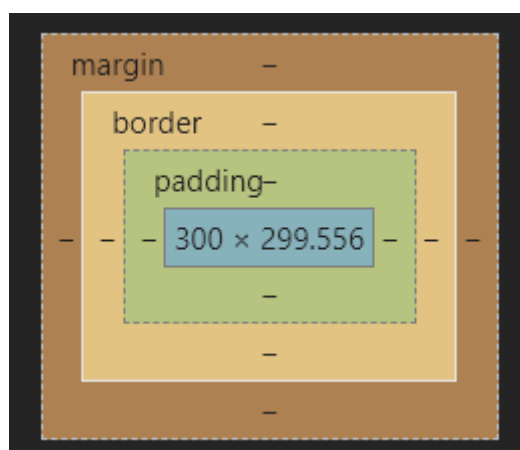 margin –
border –
padding–
– – – 300 × 299.556 – – –
–
–
–